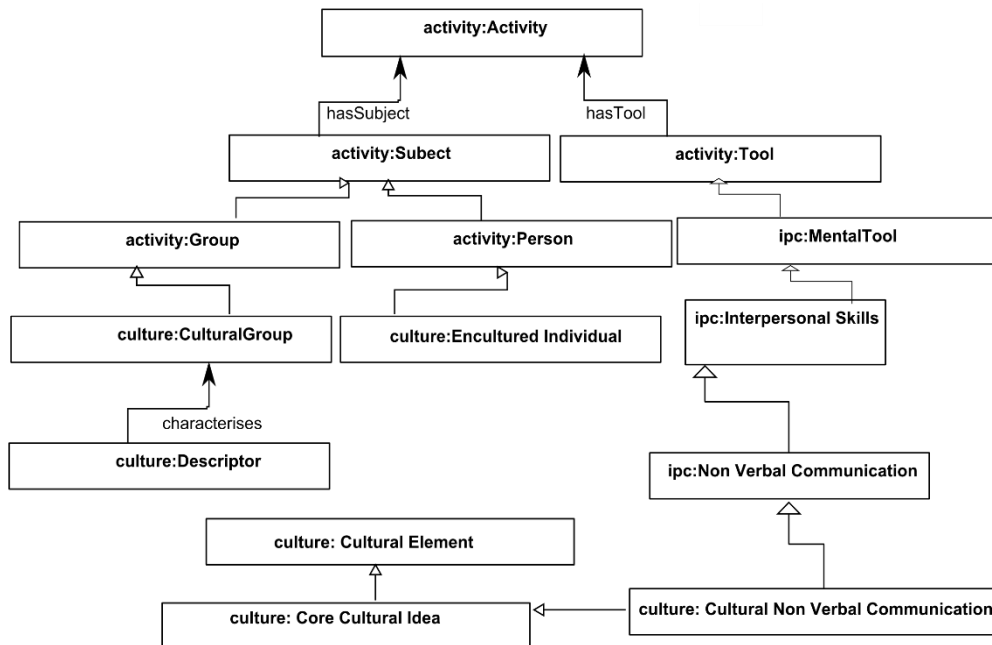 activity:Activity
hasSubject
hasTool
activity:Subect
activity:Tool
activity:Group
activity:Person
ipc:MentalTool
culture:CulturalGroup
culture:Encultured Individual
ipc:Interpersonal Skills
characterises
culture:Descriptor
ipc:Non Verbal Communication
culture: Cultural Element
culture: Core Cultural Idea
culture: Cultural Non Verbal Communication